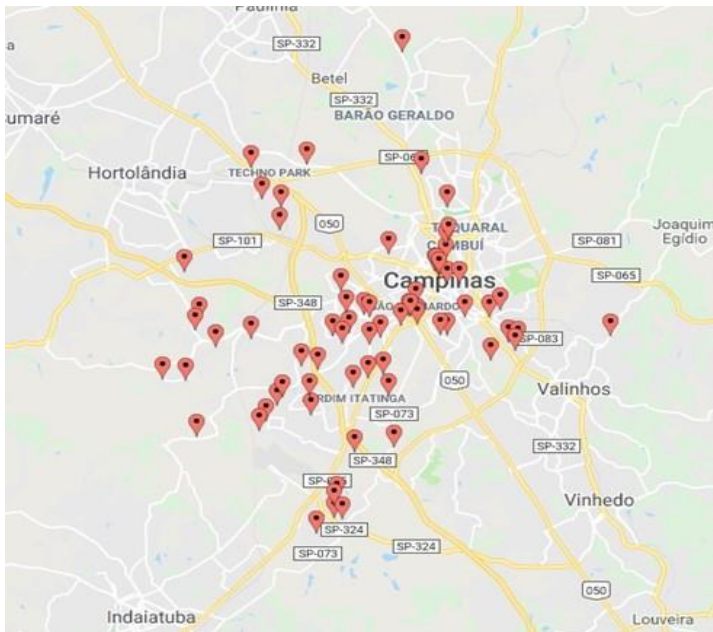 Paulínia
SP-332
a
Betel
SP-332
BARÃO GERALDO
umaré
SP-06
Hortolândia
TECHNO PARK
050
Joaquim
Egídio
CAMBUÍ
SP-101
SP-081
SP-065
Campinas
SP-348
SP-083
050
Valinhos
RDIM ITATINGA
SP-073
SP-332
SP-348
Vinhedo
SP-324
SP-073
SP-324
050
Indaiatuba
Louveira